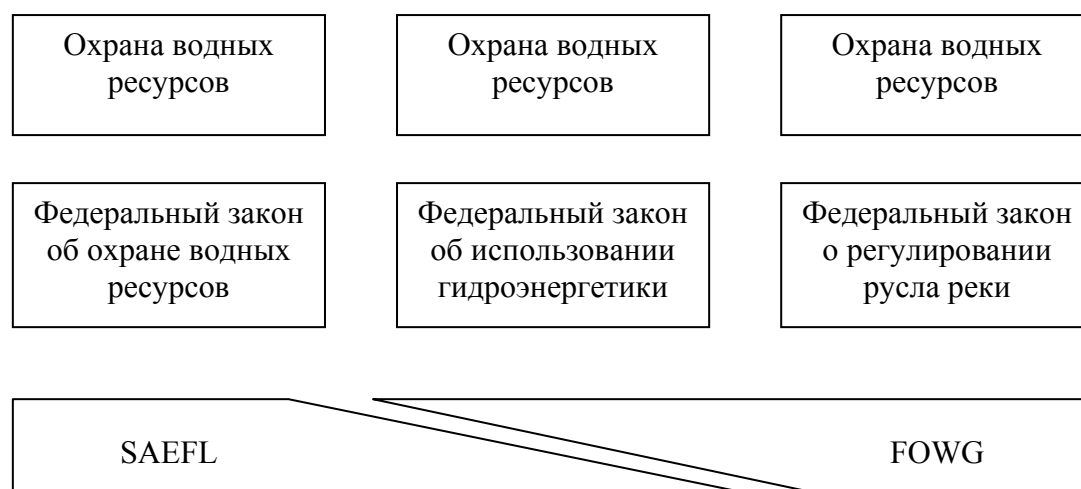 Охрана водных
ресурсов
Охрана водных
ресурсов
Охрана водных
ресурсов
Федеральный закон
об охране водных
ресурсов
Федеральный закон
об использовании
гидроэнергетики
Федеральный закон
о регулировании
русла реки
SAEFL
FOWG